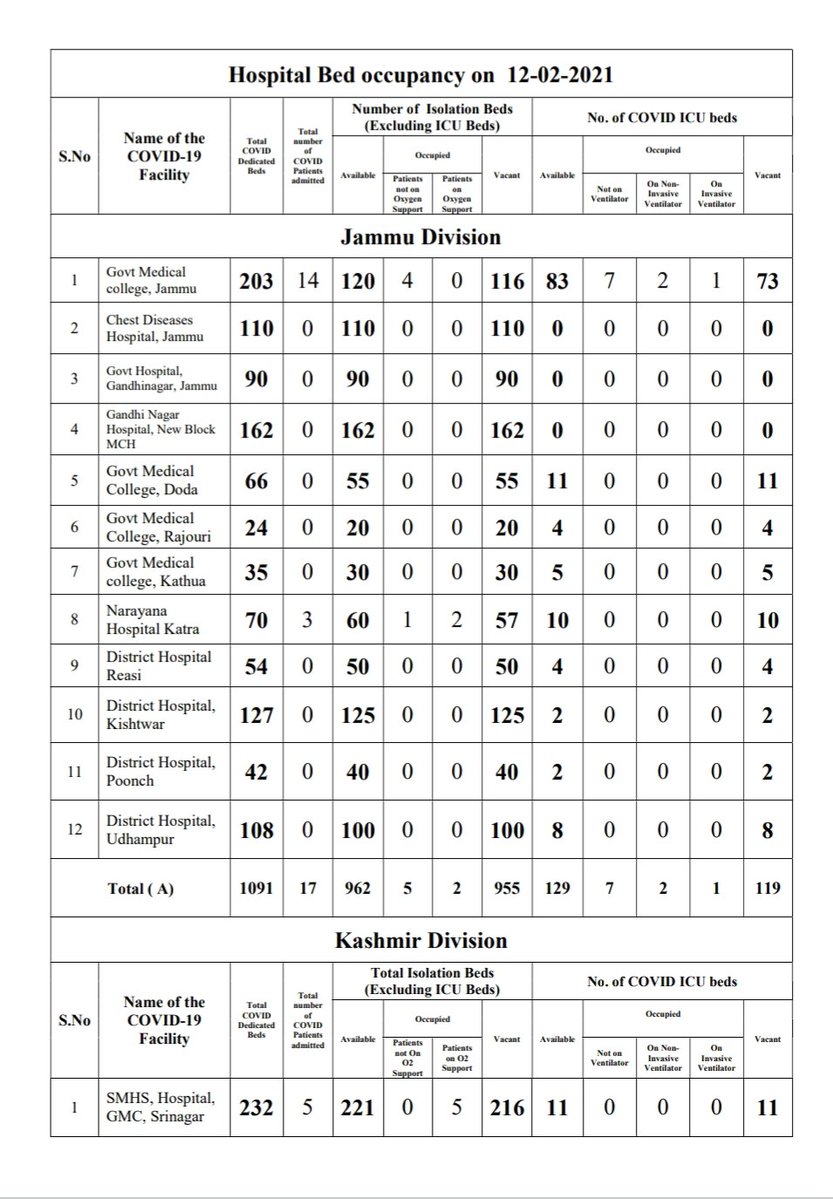 Hospital Bed occupancy on 12-02-2021
S.No
Name of the
COVID-19
Facility
Total
COVID
Dedicated
Beds
Total
number
of
COVID
Patients
admitted
Number of Isolation Beds
(Excluding ICU Beds)
No. of COVID ICU beds
Available
Occupied
Patients
not on
Oxygen
Support
Patients
on
Oxygen
Support
Vacant
Available
Occupied
Not on
Ventilator
On Non-
Invasive
Ventilator
On
Invasive
Ventilator
Vacant
Jammu Division
1 Govt Medical
college, Jammu 203 14 120 4 0 116 83 7 2 1 73
2 Chest Diseases
Hospital, Jammu 110 0 110 0 0 110 0 0 0 0 0
3 Govt Hospital,
Gandhinagar, Jammu 90 0 90 0 0 90 0 0 0 0 0
4 Gandhi Nagar
Hospital, New Block
MCH 162 0 162 0 0 162 0 0 0 0 0
5 Govt Medical
College, Doda 66 0 55 0 0 55 11 0 0 0 11
6 Govt Medical
College, Rajouri 24 0 20 0 0 20 4 0 0 0 4
7 Govt Medical
college, Kathua 35 0 30 0 0 30 5 0 0 0 5
8 Narayana
Hospital Katra 70 3 60 1 2 57 10 0 0 0 10
9 District Hospital
Reasi 54 0 50 0 0 50 4 0 0 0 4
10 District Hospital,
Kishtwar 127 0 125 0 0 125 2 0 0 0 2
11 District Hospital,
Poonch 42 0 40 0 0 40 2 0 0 0 2
12 District Hospital,
Udhampur 108 0 100 0 0 100 8 0 0 0 8
Total ( A) 1091 17 962 5 2 955 129 7 2 1 119
Kashmir Division
S.No
Name of the
COVID-19
Facility
Total
COVID
Dedicated
Beds
Total
number
of
COVID
Patients
admitted
Total Isolation Beds
(Excluding ICU Beds)
No. of COVID ICU beds
Available
Occupied
Patients
not On
O2
Support
Patients
on O2
Support
Vacant
Available
Occupied
Not on
Ventilator
On Non-
Invasive
Ventilator
On
Invasive
Ventilator
Vacant
1 SMHS, Hospital,
GMC, Srinagar 232 5 221 0 5 216 11 0 0 0 11